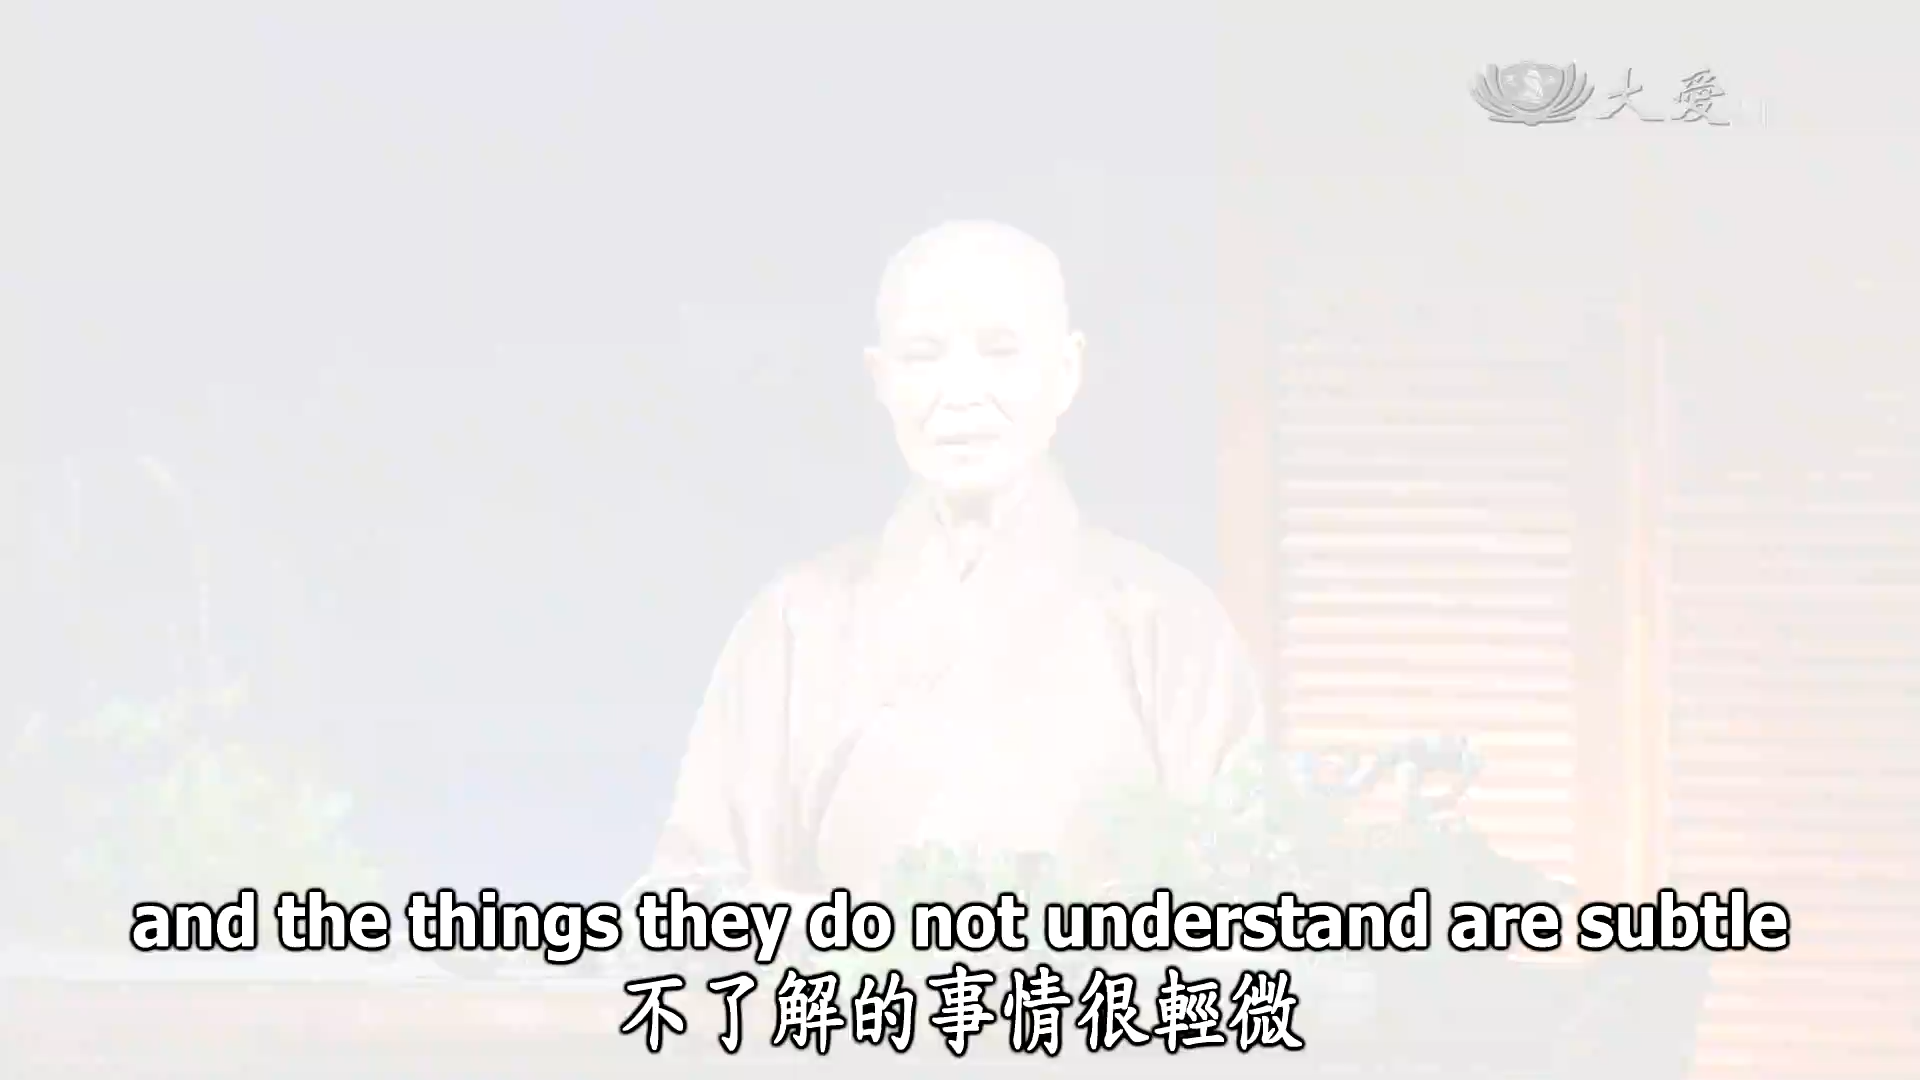 大愛
and the things they do not understand are subtle
不了解的事情很輕微